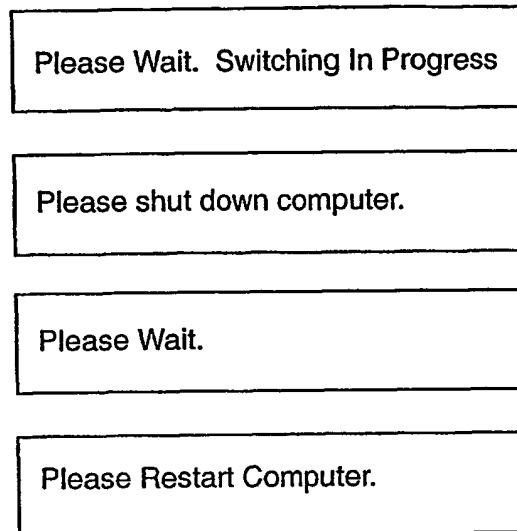 Please Wait. Switching In Progress
Please shut down computer.
Please Wait.
Please Restart Computer.